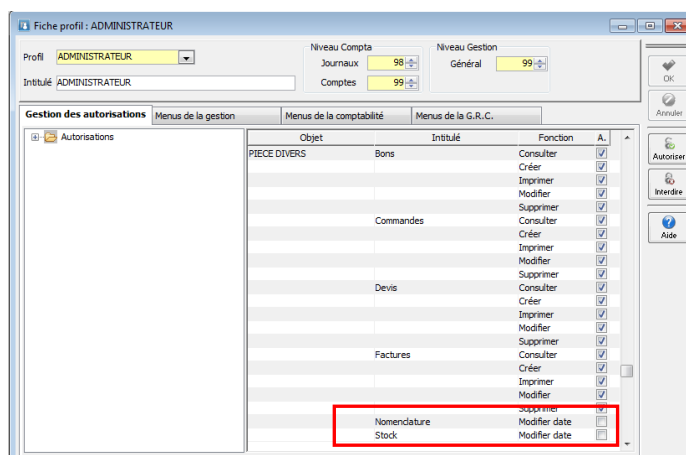 Fiche profil : ADMINISTRATEUR
Niveau Compta Niveau Gestion
Profil ADMINISTRATEUR Journaux 98 Général 99
Intitulé ADMINISTRATEUR Comptes 99
OK
Annuler
Autoriser
Interdire
Aide
Gestion des autorisations Menus de la gestion Menus de la comptabilité Menus de la G.R.C.
Autorisations
Objet Intitulé Fonction A.
PIECE DIVERS Bons Consulter
Créer
Imprimer
Modifier
Supprimer
Commandes Consulter
Créer
Imprimer
Modifier
Supprimer
Devis Consulter
Créer
Imprimer
Modifier
Supprimer
Factures Consulter
Créer
Imprimer
Modifier
Supprimer
Nomenclature Modifier date
Stock Modifier date